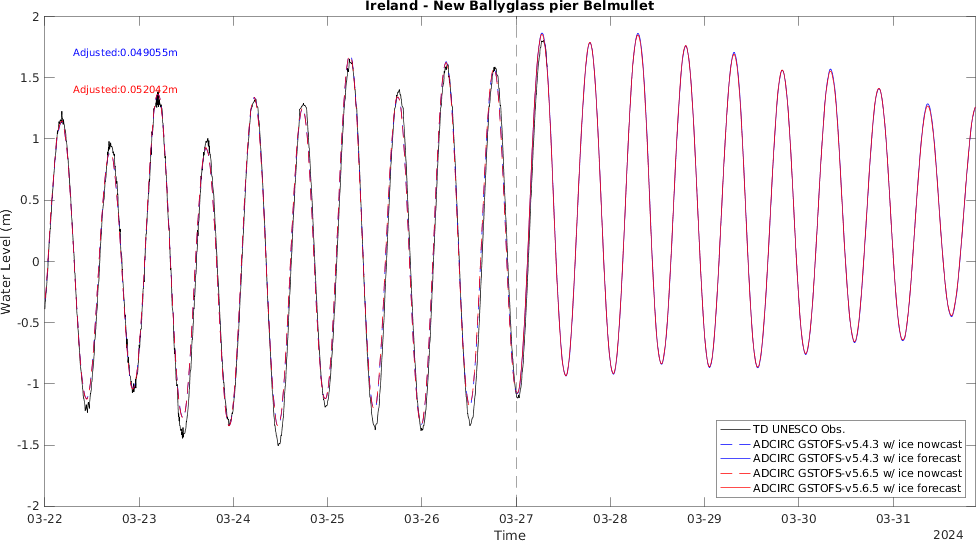 Ireland - New Ballyglass pier Belmullet
Adjusted:0.049055m
Adjusted:0.052042m
2
1.5
1
0.5
0
-0.5
-1
-1.5
-2
Water Level (m)
TD UNESCO Obs.
ADCIRC GSTOFS-v5.4.3 w/ ice nowcast
ADCIRC GSTOFS-v5.4.3 w/ ice forecast
ADCIRC GSTOFS-v5.6.5 w/ ice nowcast
ADCIRC GSTOFS-v5.6.5 w/ ice forecast
03-22 03-23 03-24 03-25 03-26 03-27 03-28 03-29 03-30 03-31
Time
2024